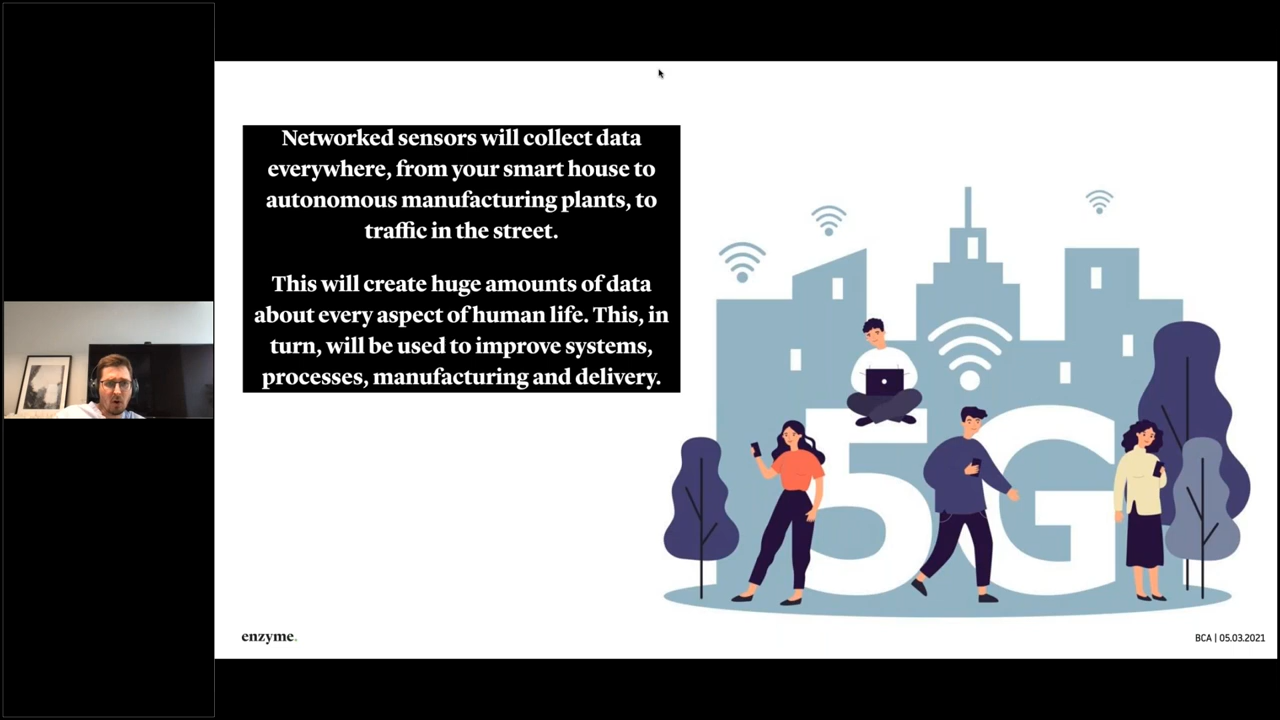 Networked sensors will collect data
everywhere, from your smart house to
autonomous manufacturing plants, to
traffic in the street.
This will create huge amounts of data
about every aspect of human life. This, in
turn, will be used to improve systems,
processes, manufacturing and delivery.
5G
enzyme.
BCA | 05.03.2021